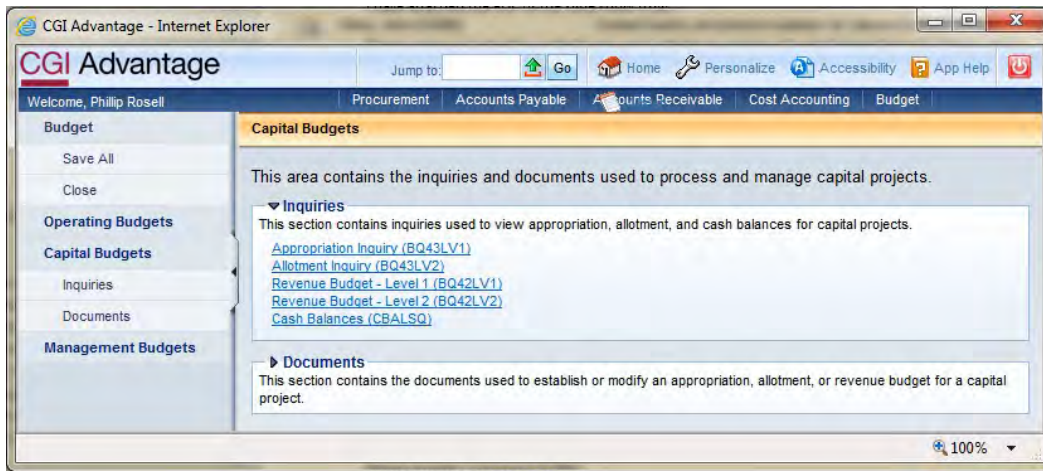 CGI Advantage - Internet Explorer
CGI Advantage
Jump to: Go Home Personalize Accessibility App Help
Welcome, Phillip Rosell Procurement Accounts Payable Accounts Receivable Cost Accounting Budget
Budget
Save All
Close
Operating Budgets
Capital Budgets
Inquiries
Documents
Management Budgets
Capital Budgets
This area contains the inquiries and documents used to process and manage capital projects.
Inquiries
This section contains inquiries used to view appropriation, allotment, and cash balances for capital projects.
Appropriation Inquiry (BQ43LV1)
Allotment Inquiry (BQ43LV2)
Revenue Budget - Level 1 (BQ42LV1)
Revenue Budget - Level 2 (BQ42LV2)
Cash Balances (CBALSQ)
Documents
This section contains the documents used to establish or modify an appropriation, allotment, or revenue budget for a capital
project.
100%